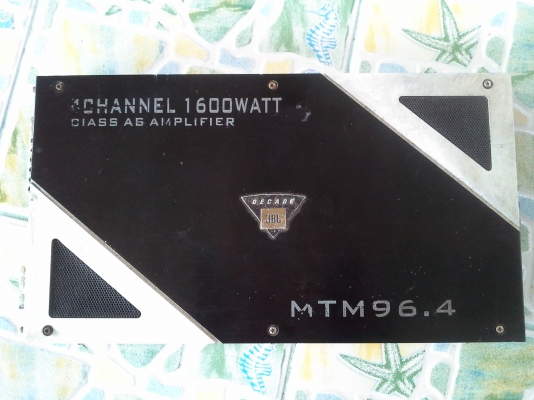 4CHANNEL 1600WATT
ClASS AB AMPLIFIER
DECADE
JBL
MTM96.4